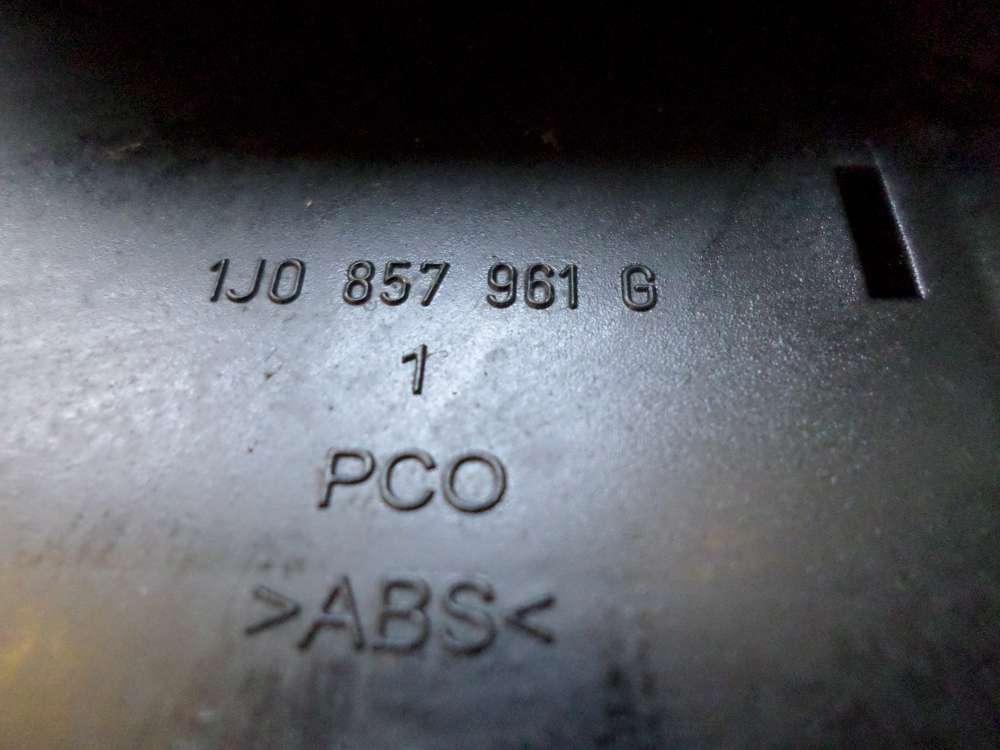 1J0 857 961 G
1
PCO
>ABS<